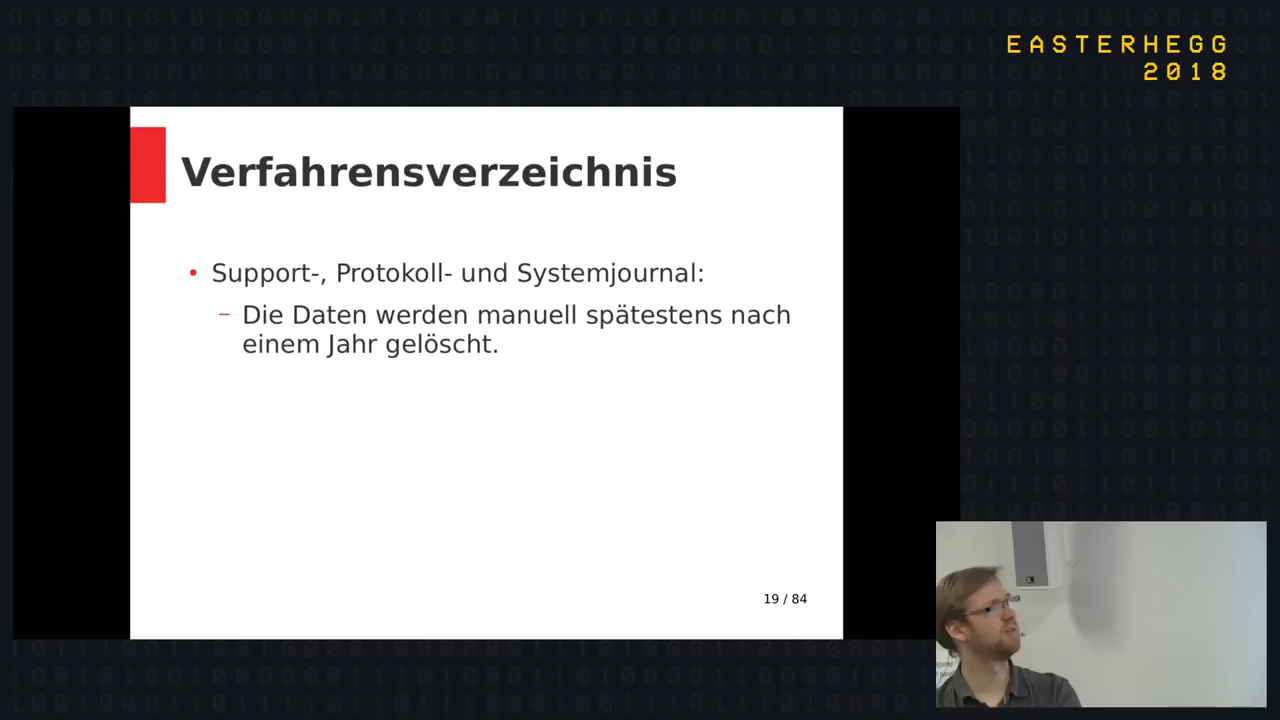 EASTERHEGG
2018
Verfahrensverzeichnis
• Support-, Protokoll- und Systemjournal:
– Die Daten werden manuell spätestens nach
einem Jahr gelöscht.
19 / 84